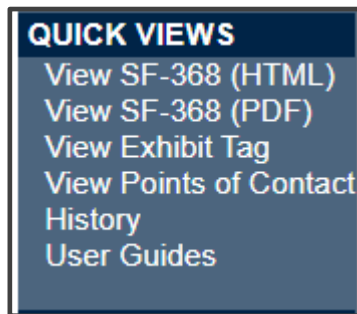 QUICK VIEWS
View SF-368 (HTML)
View SF-368 (PDF)
View Exhibit Tag
View Points of Contact
History
User Guides